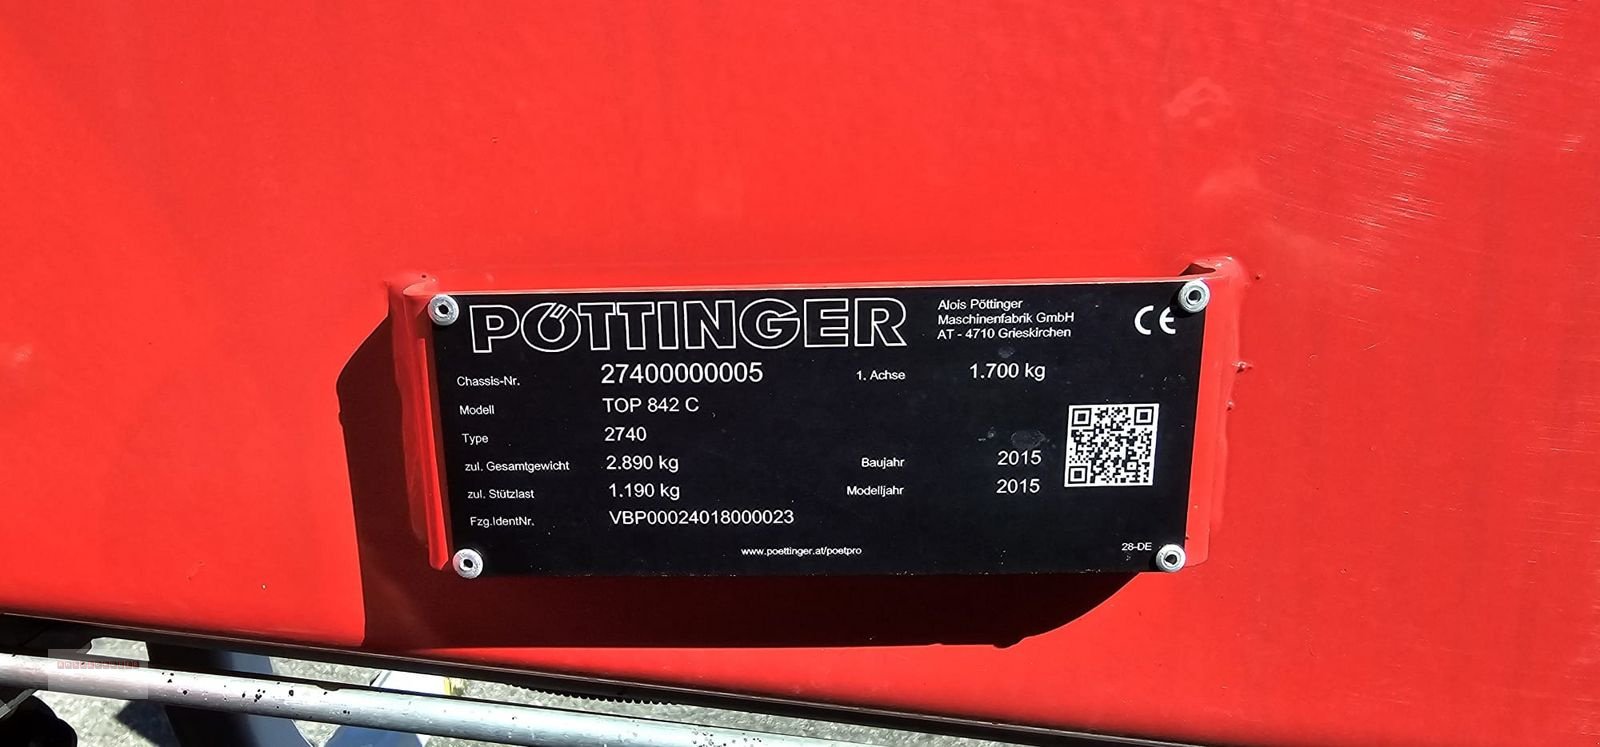 PÖTTINGER
Alois Pöttinger
Maschinenfabrik GmbH
AT - 4710 Grieskirchen
CE
Chassis-Nr. 27400000005 1. Achse 1.700 kg
Modell TOP 842 C
Type 2740
zul. Gesamtgewicht 2.890 kg Baujahr 2015
zul. Stützlast 1.190 kg Modelljahr 2015
Fzg.IdentNr. VBP00024018000023
www.poettinger.at/poetpro
28-DE